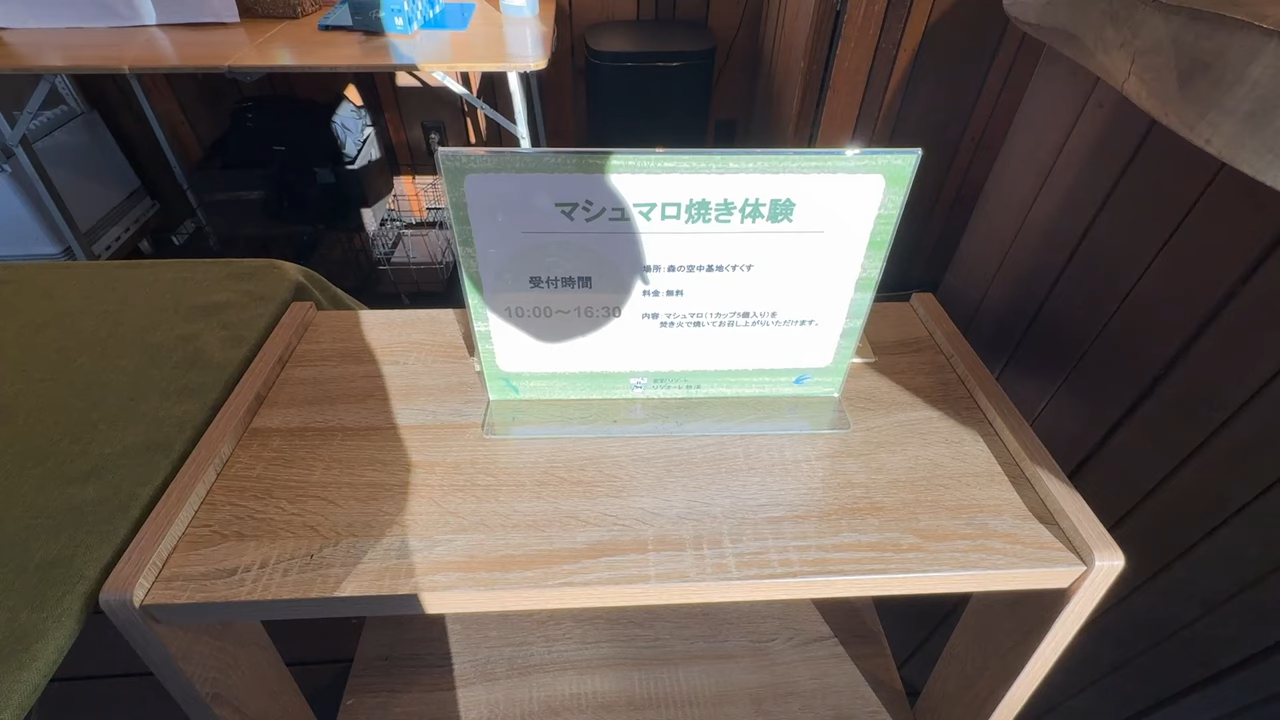 マシュマロ焼き体験
受付時間
10:00～16:30
場所：森の空中基地くすくす
料金：無料
内容：マシュマロ（1カップ5個入り）を
焚き火で焼いてお召し上がりいただけます。